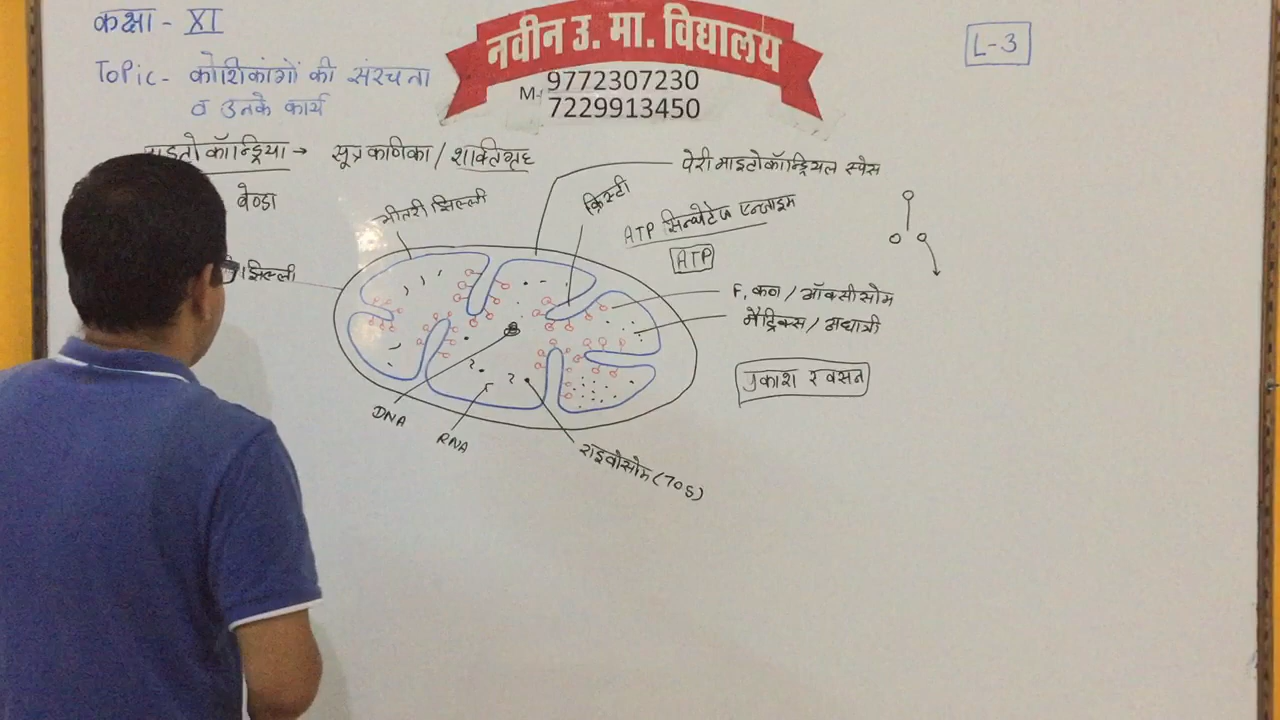 कक्षा - XI
नवीन उ. मा. विद्यालय
L-3
Topic - कोशिकांगों की संरचना
व उनके कार्य
M.- 9772307230
7229913450
माइटोकॉन्ड्रिया → सूत्र कणिका / शक्तिगृह
बेण्डा
पेरी माइटोकॉन्ड्रियल स्पेस
भीतरी झिल्ली
क्रिस्टी
ATP सिन्थेटेज एन्जाइम
ATP
झिल्ली
F, कण / ऑक्सीसोम
मैट्रिक्स / अधात्री
प्रकाश श्वसन
DNA
RNA
राइबोसोम (70S)